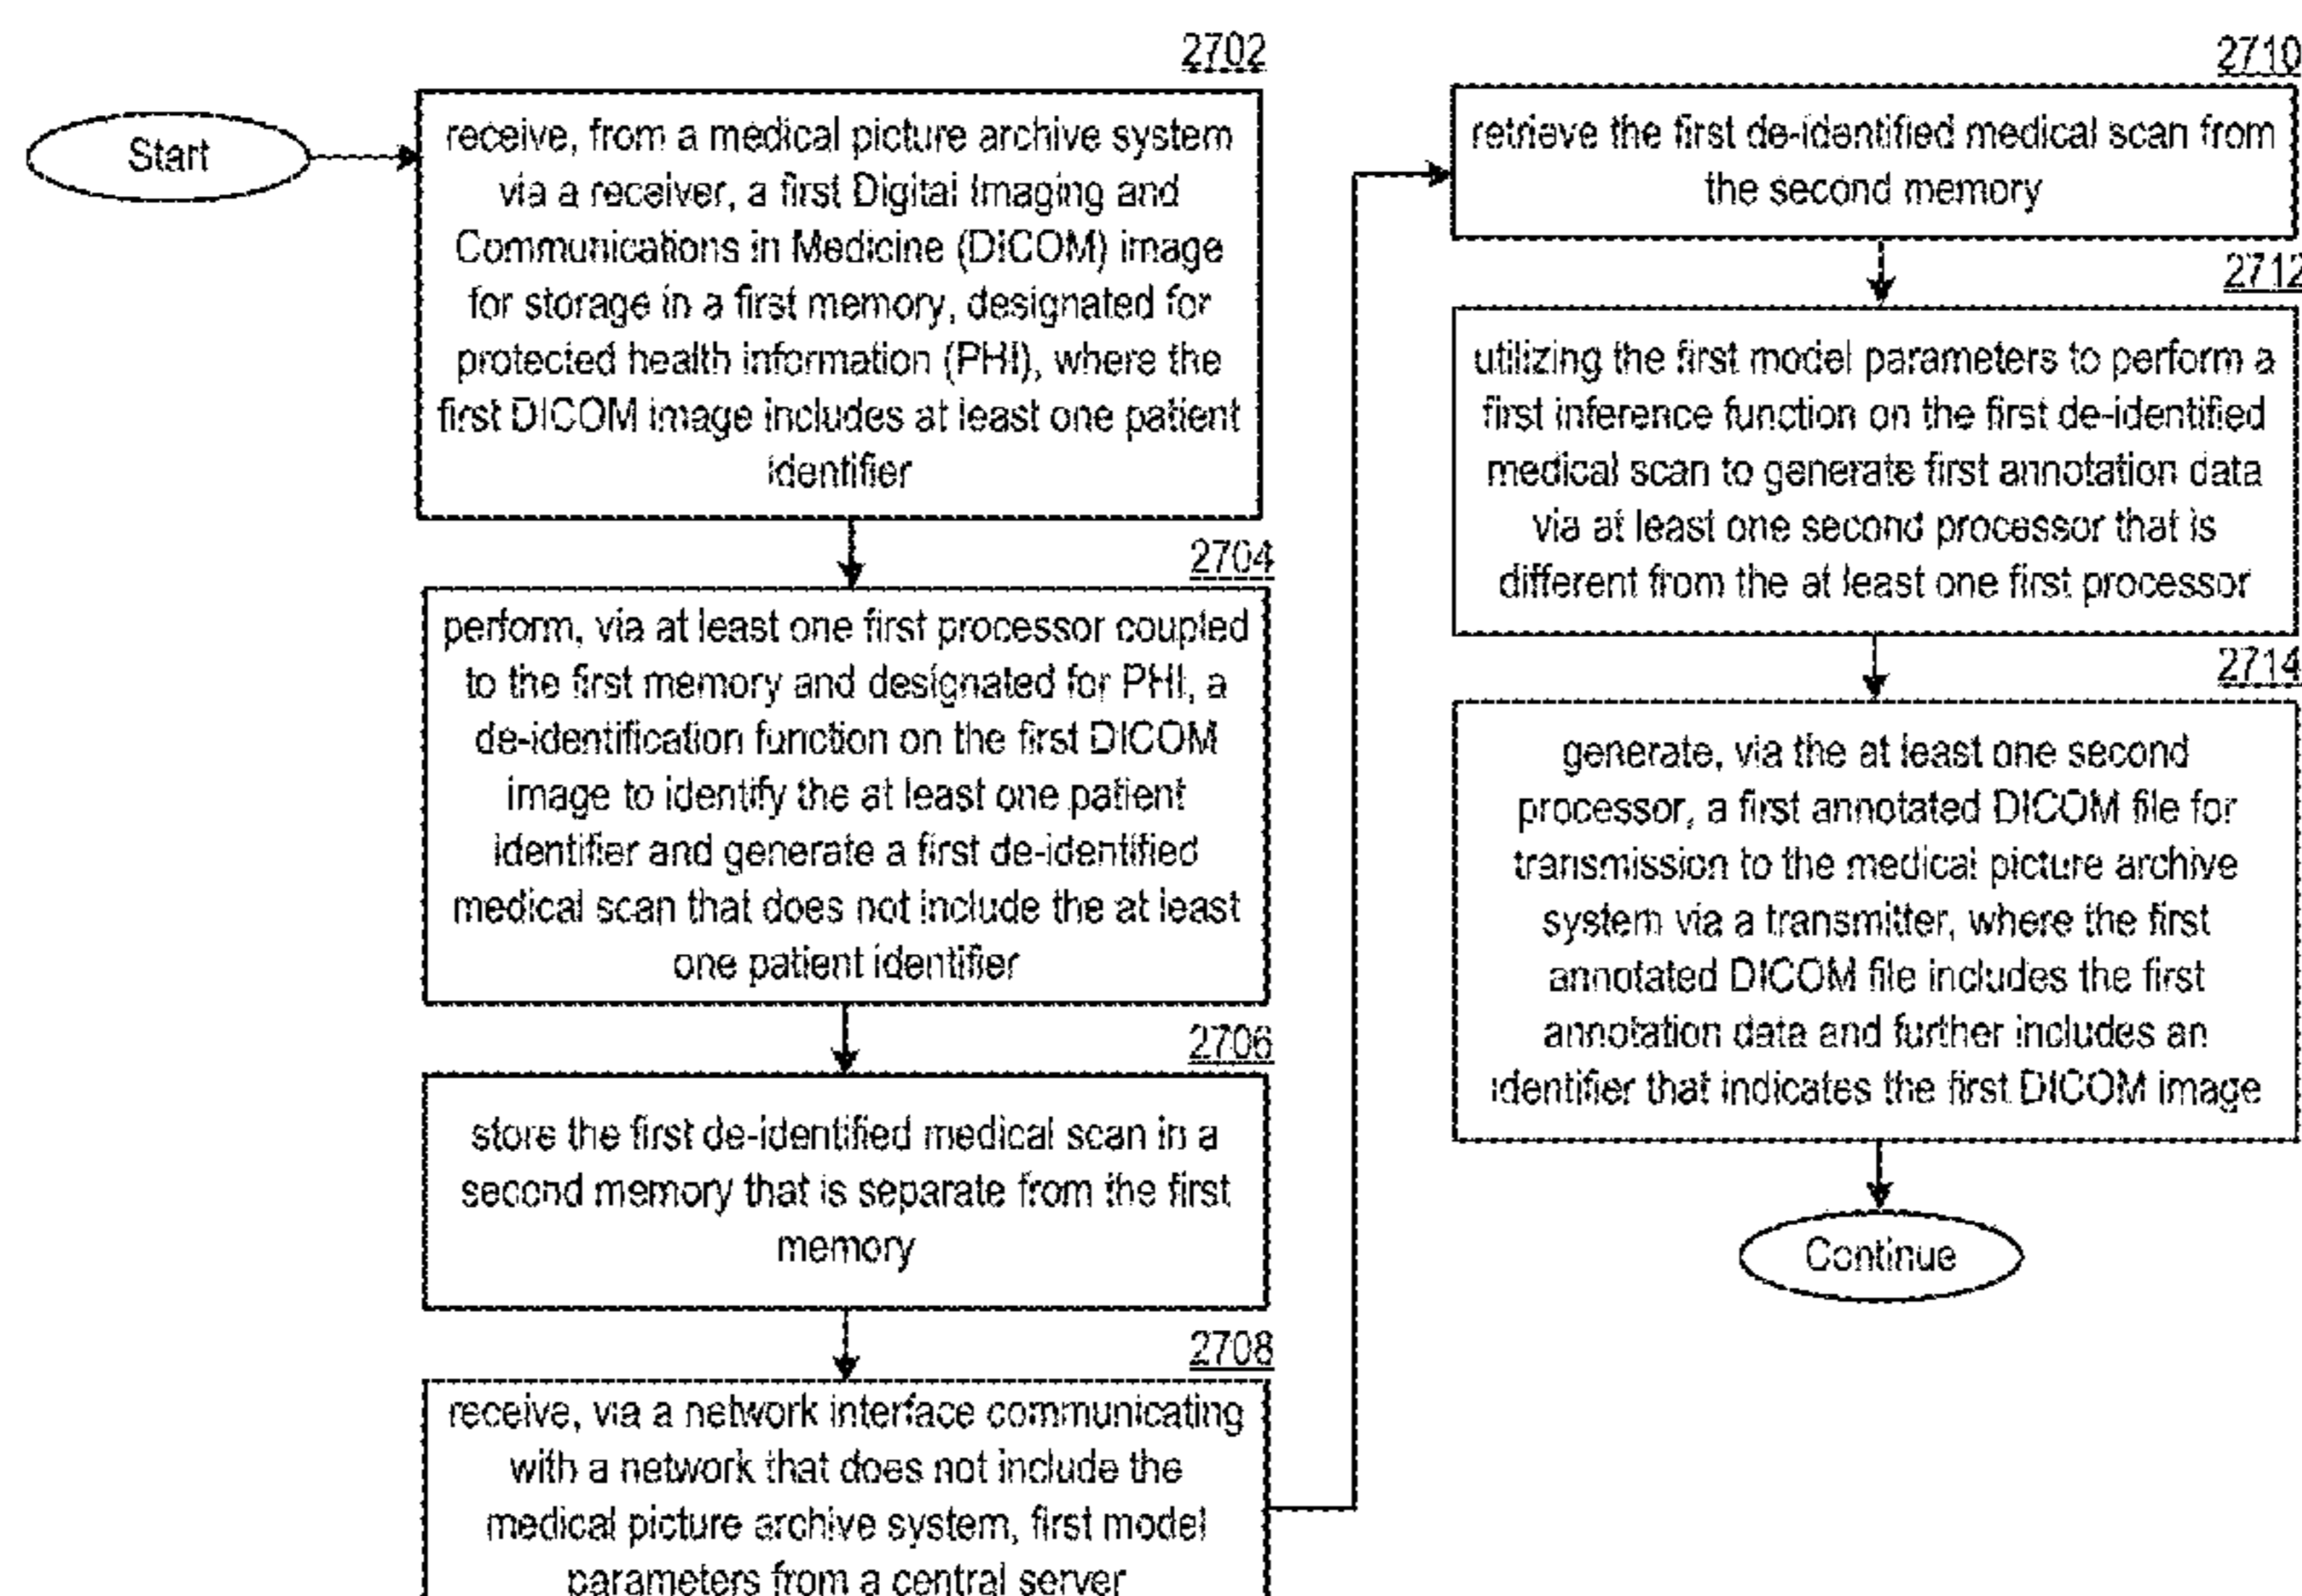 Start
2702
receive, from a medical picture archive system
via a receiver, a first Digital Imaging and
Communications in Medicine (DICOM) image
for storage in a first memory, designated for
protected health information (PHI), where the
first DICOM image includes at least one patient
identifier
2704
perform, via at least one first processor coupled
to the first memory and designated for PHI, a
de-identification function on the first DICOM
image to identify the at least one patient
identifier and generate a first de-identified
medical scan that does not include the at least
one patient identifier
2706
store the first de-identified medical scan in a
second memory that is separate from the first
memory
2708
receive, via a network interface communicating
with a network that does not include the
medical picture archive system, first model
parameters from a central server
2710
retrieve the first de-identified medical scan from
the second memory
2712
utilizing the first model parameters to perform a
first inference function on the first de-identified
medical scan to generate first annotation data
via at least one second processor that is
different from the at least one first processor
2714
generate, via the at least one second
processor, a first annotated DICOM file for
transmission to the medical picture archive
system via a transmitter, where the first
annotated DICOM file includes the first
annotation data and further includes an
identifier that indicates the first DICOM image
Continue